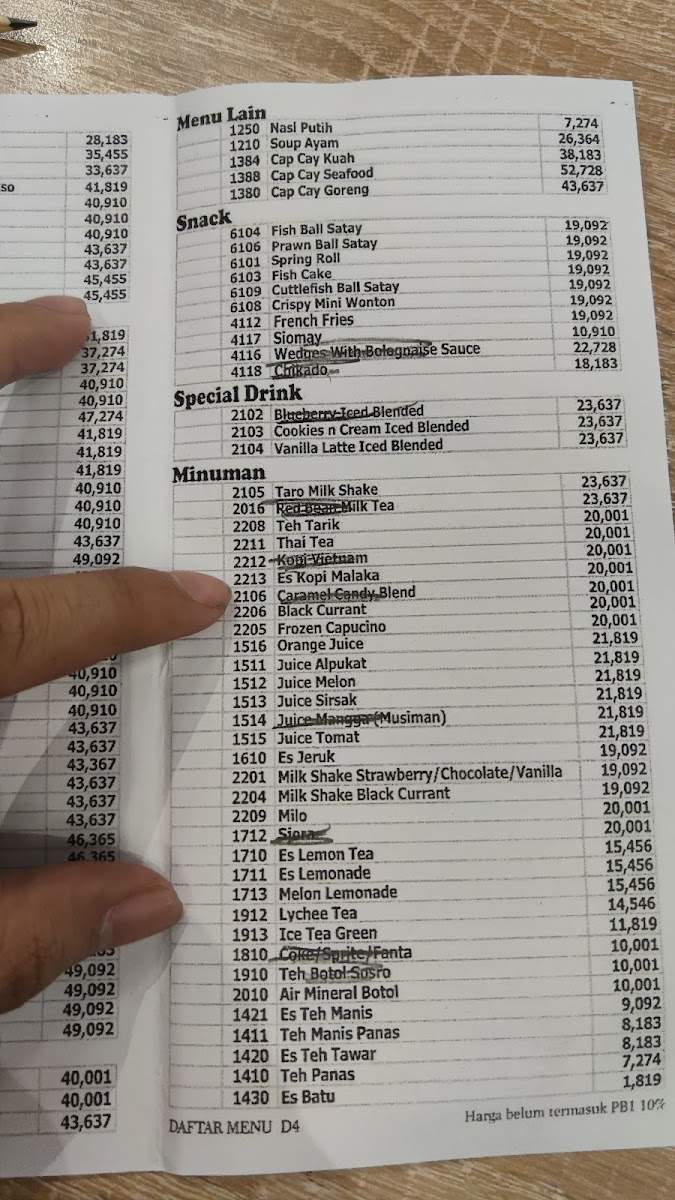 28,183
35,455
33,637
so 41,819
40,910
40,910
40,910
43,637
43,637
45,455
45,455
1,819
37,274
37,274
40,910
40,910
47,274
41,819
41,819
41,819
40,910
40,910
40,910
43,637
49,092
40,910
40,910
40,910
43,637
43,637
43,367
43,637
43,637
43,637
46,365
46,365
49,092
49,092
49,092
49,092
40,001
40,001
43,637
Menu Lain
1250 Nasi Putih 7,274
1210 Soup Ayam 26,364
1384 Cap Cay Kuah 38,183
1388 Cap Cay Seafood 52,728
1380 Cap Cay Goreng 43,637
Snack
6104 Fish Ball Satay 19,092
6106 Prawn Ball Satay 19,092
6101 Spring Roll 19,092
6103 Fish Cake 19,092
6109 Cuttlefish Ball Satay 19,092
6108 Crispy Mini Wonton 19,092
4112 French Fries 19,092
4117 Siomay 10,910
4116 Wedges With Bolognaise Sauce 22,728
4118 Chikado 18,183
Special Drink
2102 Blueberry Iced Blended 23,637
2103 Cookies n Cream Iced Blended 23,637
2104 Vanilla Latte Iced Blended 23,637
Minuman
2105 Taro Milk Shake 23,637
2016 Red Bean Milk Tea 23,637
2208 Teh Tarik 20,001
2211 Thai Tea 20,001
2212 Kopi Vietnam 20,001
2213 Es Kopi Malaka 20,001
2106 Caramel Candy Blend 20,001
2206 Black Currant 20,001
2205 Frozen Capucino 20,001
1516 Orange Juice 21,819
1511 Juice Alpukat 21,819
1512 Juice Melon 21,819
1513 Juice Sirsak 21,819
1514 Juice Mangga (Musiman) 21,819
1515 Juice Tomat 21,819
1610 Es Jeruk 19,092
2201 Milk Shake Strawberry/Chocolate/Vanilla 19,092
2204 Milk Shake Black Currant 19,092
2209 Milo 20,001
1712 Sjora 20,001
1710 Es Lemon Tea 15,456
1711 Es Lemonade 15,456
1713 Melon Lemonade 15,456
1912 Lychee Tea 14,546
1913 Ice Tea Green 11,819
1810 Coke/Sprite/Fanta 10,001
1910 Teh Botol Sosro 10,001
2010 Air Mineral Botol 10,001
1421 Es Teh Manis 9,092
1411 Teh Manis Panas 8,183
1420 Es Teh Tawar 8,183
1410 Teh Panas 7,274
1430 Es Batu 1,819
DAFTAR MENU D4 Harga belum termasuk PB1 10%